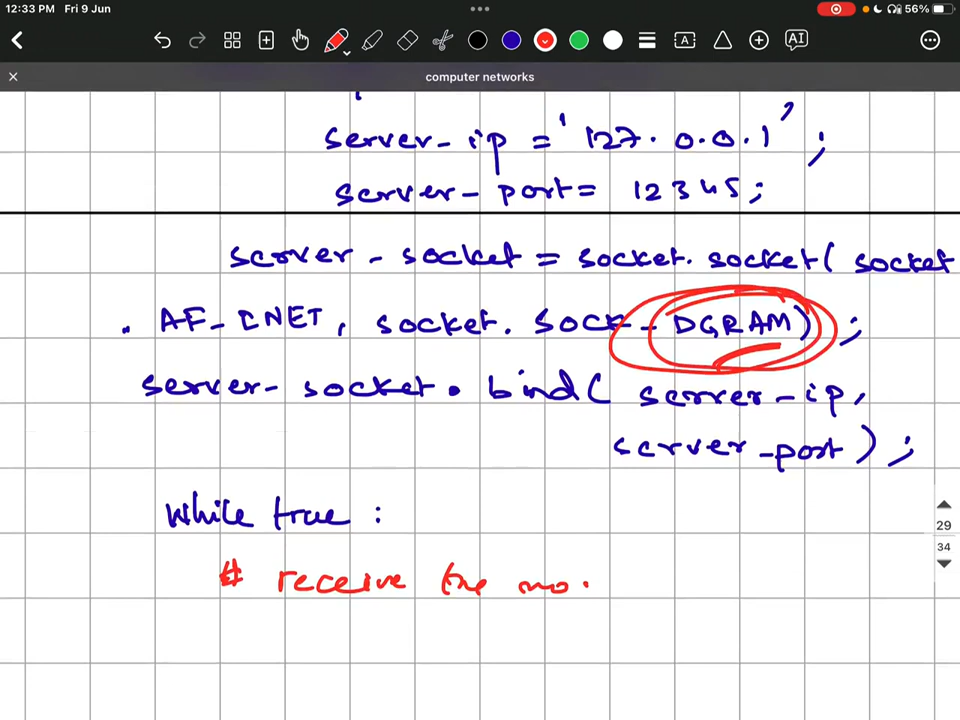 12:33 PM Fri 9 Jun
56%
AI
computer networks
server-ip = '127.0.0.1';
server-port= 12345;
server-socket = socket.socket( socket
. AF-INET, socket. SOCK-DGRAM) ;
server-socket. bind( server-ip,
server-port) ;
29
while true :
34
# receive the mo.